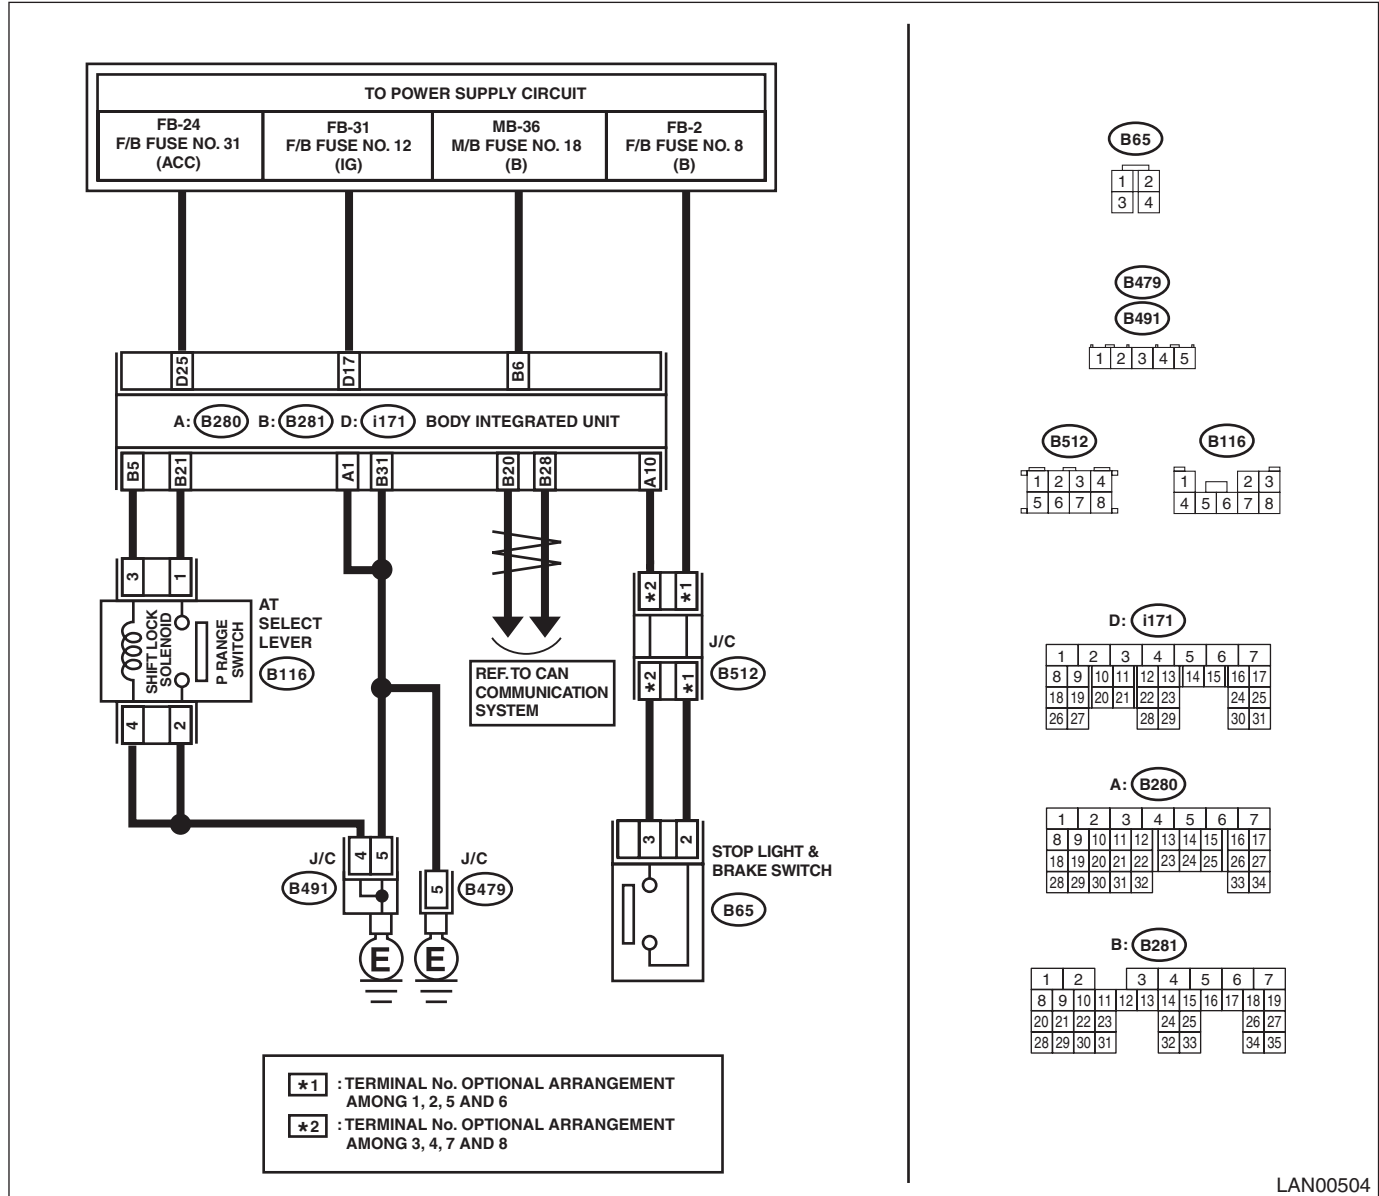 TO POWER SUPPLY CIRCUIT
FB-24
F/B FUSE NO. 31
(ACC)
FB-31
F/B FUSE NO. 12
(IG)
MB-36
M/B FUSE NO. 18
(B)
FB-2
F/B FUSE NO. 8
(B)
D25
D17
B6
A: B280 B: B281 D: i171 BODY INTEGRATED UNIT
B5
B21
A1
B31
B20
B28
A10
3
1
SHIFT LOCK
SOLENOID
P RANGE
SWITCH
AT
SELECT
LEVER
B116
4
2
REF. TO CAN
COMMUNICATION
SYSTEM
*2
*1
J/C
B512
*2
*1
3
2
STOP LIGHT &
BRAKE SWITCH
B65
J/C
B491
4
5
J/C
B479
5
E
E
*1 : TERMINAL No. OPTIONAL ARRANGEMENT
AMONG 1, 2, 5 AND 6
*2 : TERMINAL No. OPTIONAL ARRANGEMENT
AMONG 3, 4, 7 AND 8
B65
1 2
3 4
B479
B491
1 2 3 4 5
B512
1 2 3 4
5 6 7 8
B116
1 2 3
4 5 6 7 8
D: i171
1 2 3 4 5 6 7
8 9 10 11 12 13 14 15 16 17
18 19 20 21 22 23 24 25
26 27 28 29 30 31
A: B280
1 2 3 4 5 6 7
8 9 10 11 12 13 14 15 16 17
18 19 20 21 22 23 24 25 26 27
28 29 30 31 32 33 34
B: B281
1 2 3 4 5 6 7
8 9 10 11 12 13 14 15 16 17 18 19
20 21 22 23 24 25 26 27
28 29 30 31 32 33 34 35
LAN00504